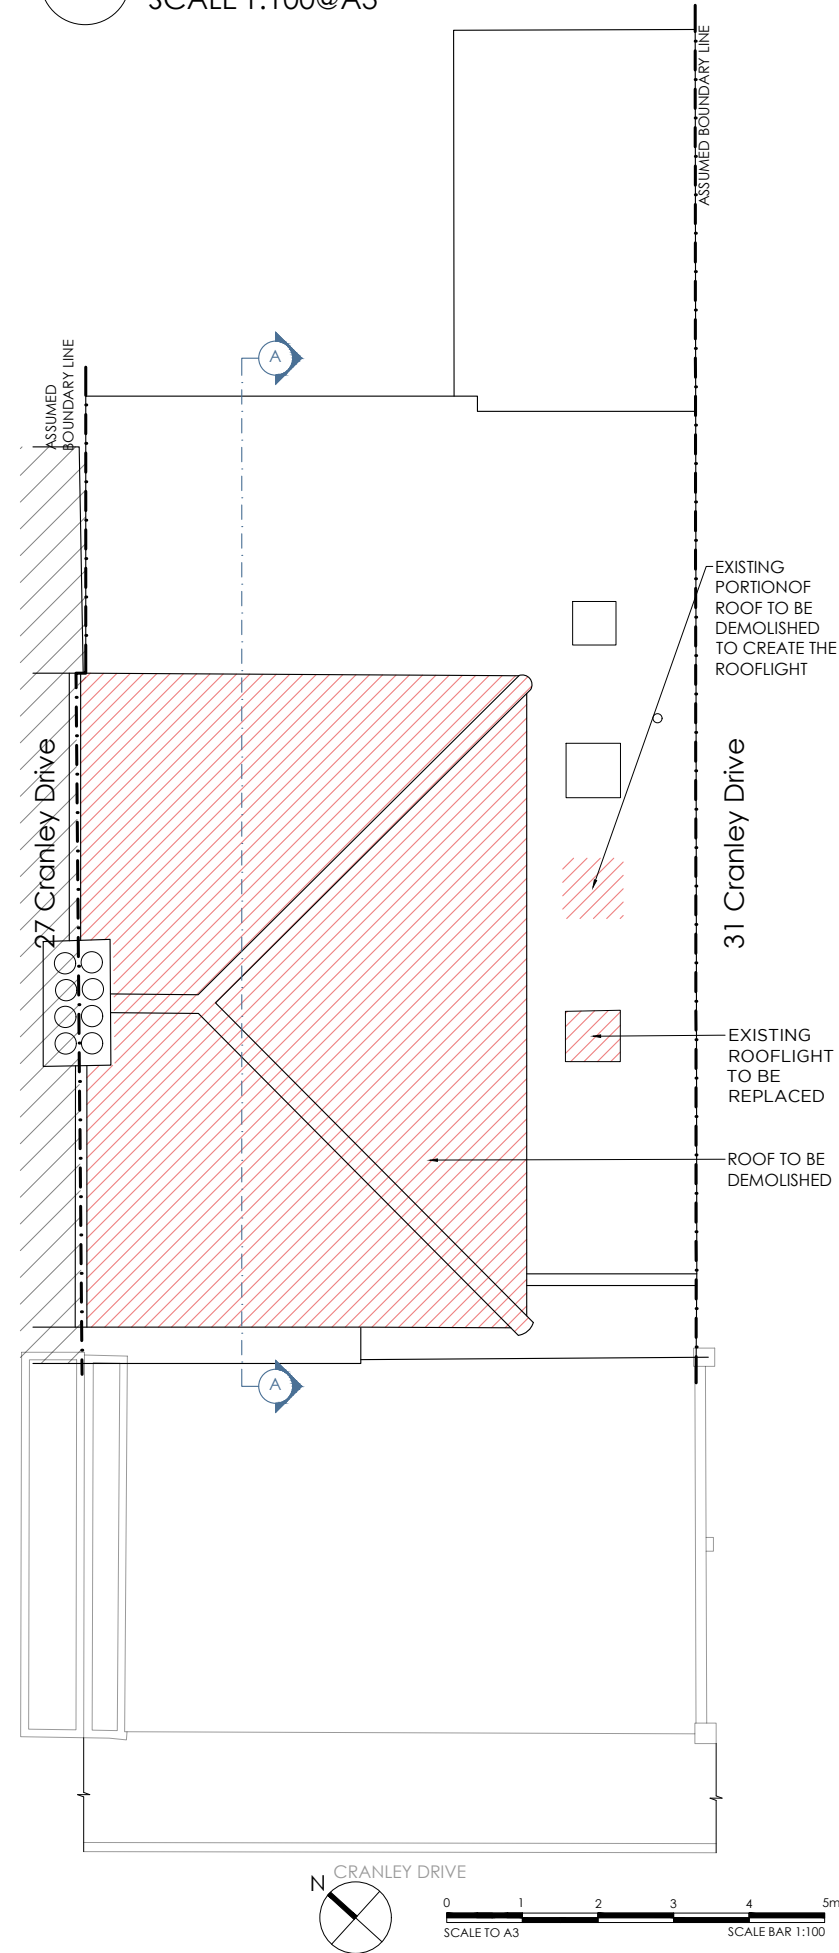 SCALE 1:100@A3
ASSUMED BOUNDARY LINE
A
ASSUMED
BOUNDARY LINE
EXISTING
PORTIONOF
ROOF TO BE
DEMOLISHED
TO CREATE THE
ROOFLIGHT
27 Cranley Drive
31 Cranley Drive
EXISTING
ROOFLIGHT
TO BE
REPLACED
ROOF TO BE
DEMOLISHED
A
CRANLEY DRIVE
N
0 1 2 3 4 5m
SCALE TO A3 SCALE BAR 1:100